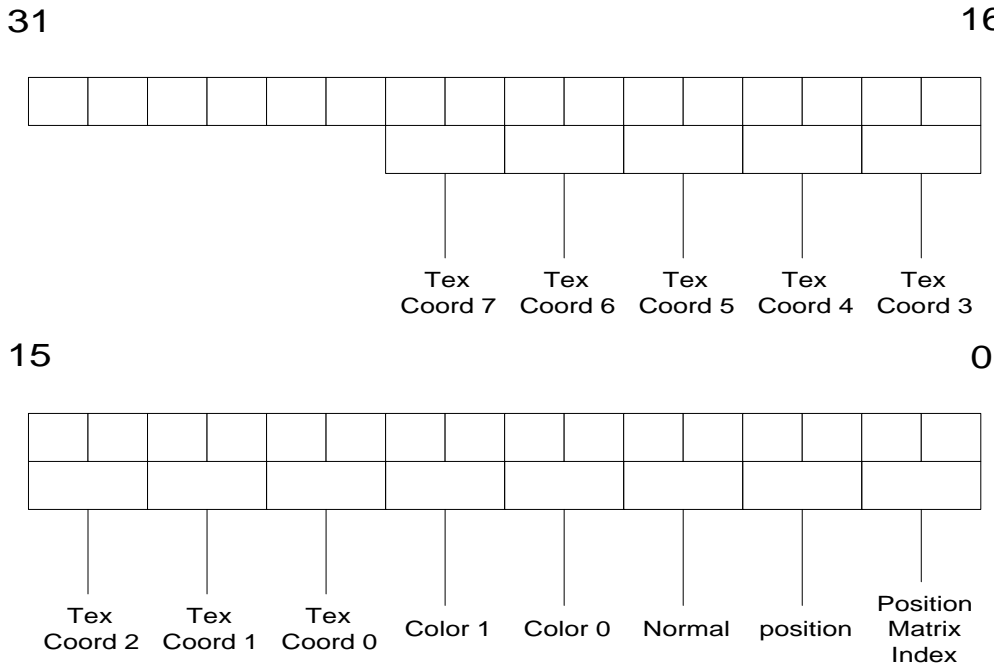 31 16
Tex Coord 7
Tex Coord 6
Tex Coord 5
Tex Coord 4
Tex Coord 3
15 0
Tex Coord 2
Tex Coord 1
Tex Coord 0
Color 1
Color 0
Normal
position
Position Matrix Index